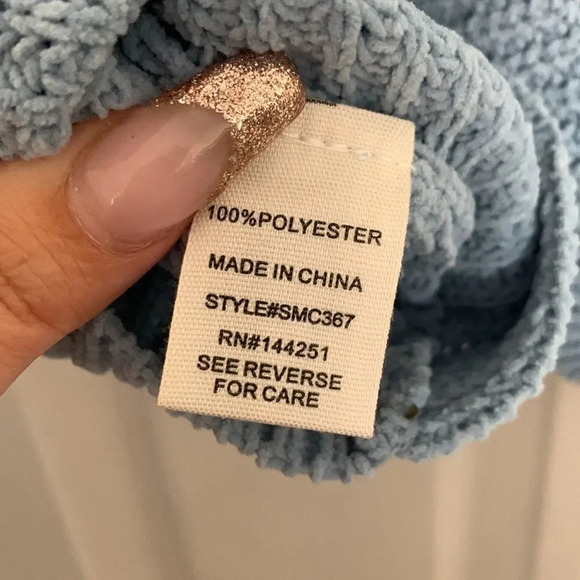 100%POLYESTER
MADE IN CHINA
STYLE#SMC367
RN#144251
SEE REVERSE
FOR CARE